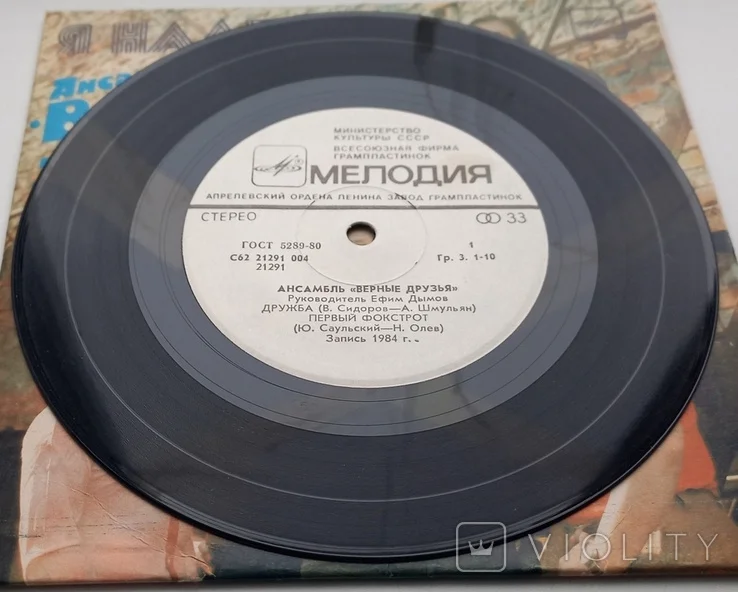 Я НАД
Анса
МИНИСТЕРСТВО
КУЛЬТУРЫ СССР
ВСЕСОЮЗНАЯ ФИРМА
ГРАМПЛАСТИНОК
МЕЛОДИЯ
АПРЕЛЕВСКИЙ ОРДЕНА ЛЕНИНА ЗАВОД ГРАМПЛАСТИНОК
СТЕРЕО 33
ГОСТ 5289-80 1
С62 21291 004 Гр. 3. 1-10
21291
АНСАМБЛЬ «ВЕРНЫЕ ДРУЗЬЯ»
Руководитель Ефим Дымов
ДРУЖБА (В. Сидоров—А. Шмульян)
ПЕРВЫЙ ФОКСТРОТ
(Ю. Саульский—Н. Олев)
Запись 1984 г.
VIOLITY